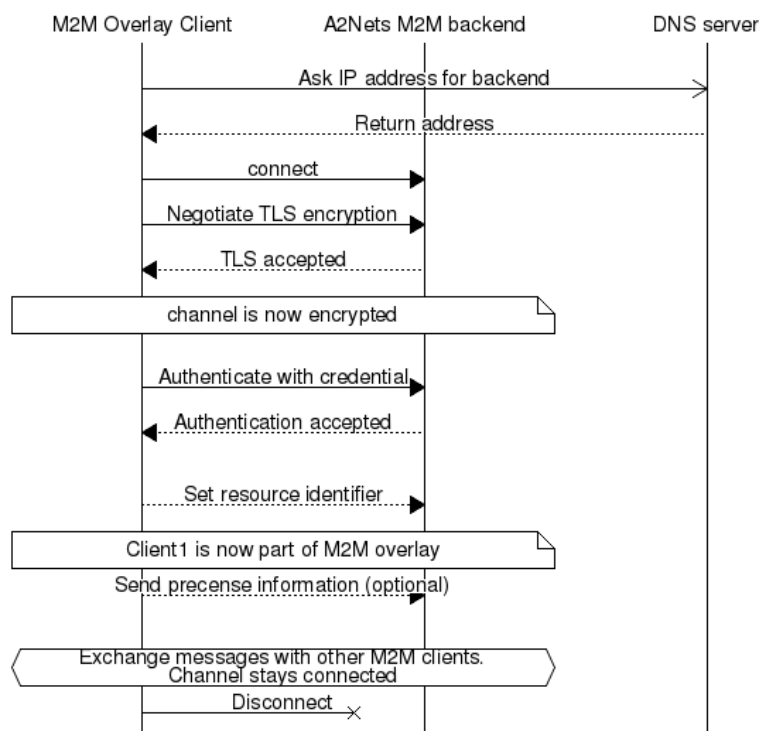 M2M Overlay Client A2Nets M2M backend DNS server
Ask IP address for backend
Return address
connect
Negotiate TLS encryption
TLS accepted
channel is now encrypted
Authenticate with credential
Authentication accepted
Set resource identifier
Client1 is now part of M2M overlay
Send precense information (optional)
Exchange messages with other M2M clients.
Channel stays connected
Disconnect